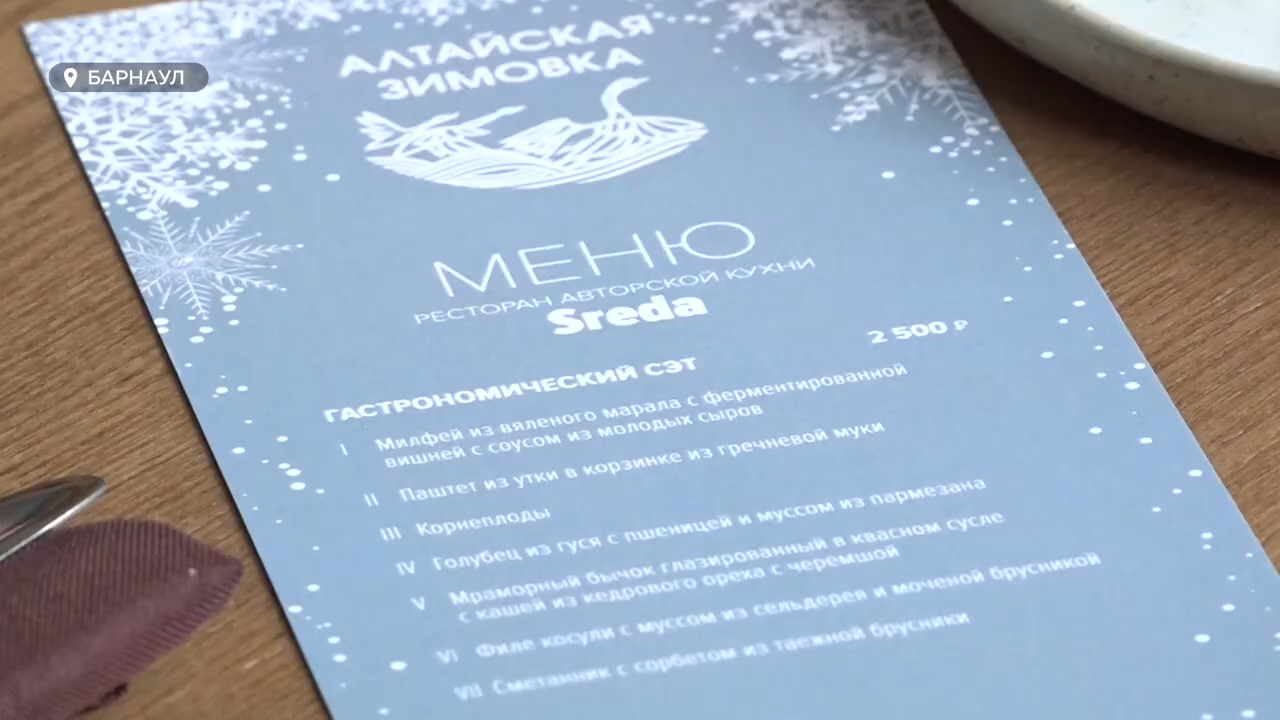 БАРНАУЛ
АЛТАЙСКАЯ
ЗИМОВКА
МЕНЮ
РЕСТОРАН АВТОРСКОЙ КУХНИ
Sreda
ГАСТРОНОМИЧЕСКИЙ СЭТ 2 500 ₽
I Милфей из вяленого марала с ферментированной
вишней с соусом из молодых сыров
II Паштет из утки в корзинке из гречневой муки
III Корнеплоды
IV Голубец из гуся с пшеницей и муссом из пармезана
V Мраморный бычок глазированный в квасном сусле
с кашей из кедрового ореха с черемшой
VI Филе косули с муссом из сельдерея и моченой брусникой
VII Сметанник с сорбетом из таежной брусники